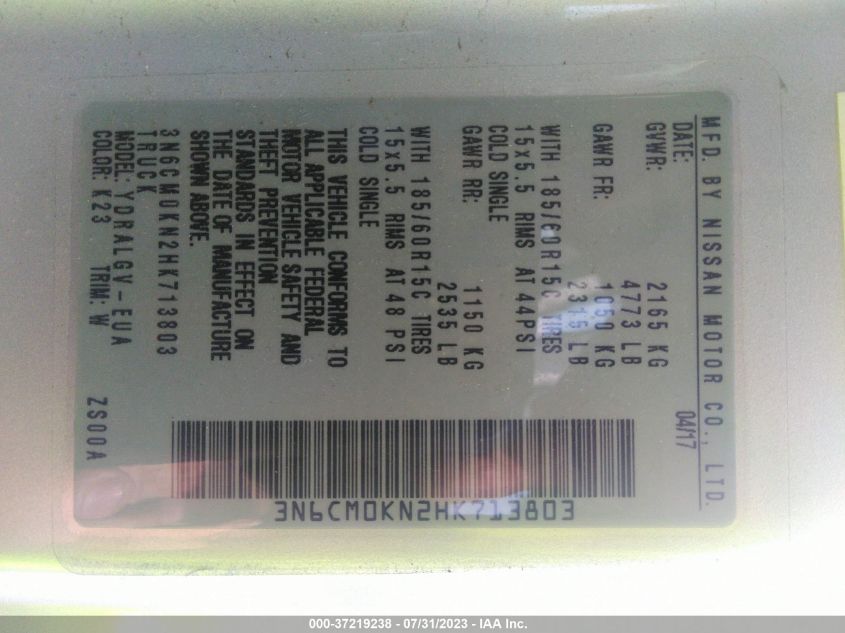 MFD. BY NISSAN MOTOR CO., LTD.
DATE: 04/17
GVWR: 2165 KG
4773 LB
GAWR FR: 1050 KG
2315 LB
WITH 185/60R15C TIRES
15x5.5 RIMS AT 44PSI
COLD SINGLE
GAWR RR: 1150 KG
2535 LB
WITH 185/60R15C TIRES
15x5.5 RIMS AT 48 PSI
COLD SINGLE
THIS VEHICLE CONFORMS TO
ALL APPLICABLE FEDERAL
MOTOR VEHICLE SAFETY AND
THEFT PREVENTION
STANDARDS IN EFFECT ON
THE DATE OF MANUFACTURE
SHOWN ABOVE.
3N6CM0KN2HK713803
TRUCK
MODEL: YDRALGV-EUA
COLOR: K23 TRIM: W ZS00A
3N6CM0KN2HK713803
000-37219238 - 07/31/2023 - IAA Inc.